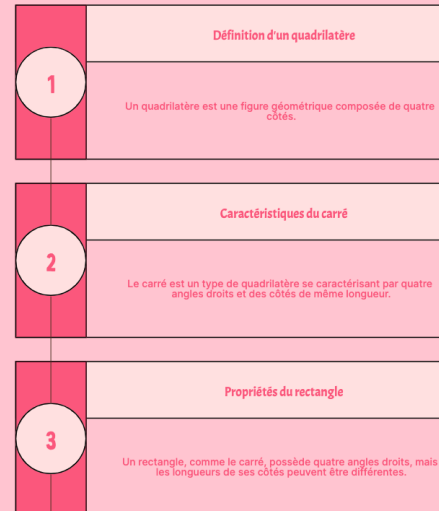 Définition d'un quadrilatère
1
Un quadrilatère est une figure géométrique composée de quatre
côtés.
Caractéristiques du carré
2
Le carré est un type de quadrilatère se caractérisant par quatre
angles droits et des côtés de même longueur.
Propriétés du rectangle
3
Un rectangle, comme le carré, possède quatre angles droits, mais
les longueurs de ses côtés peuvent être différentes.